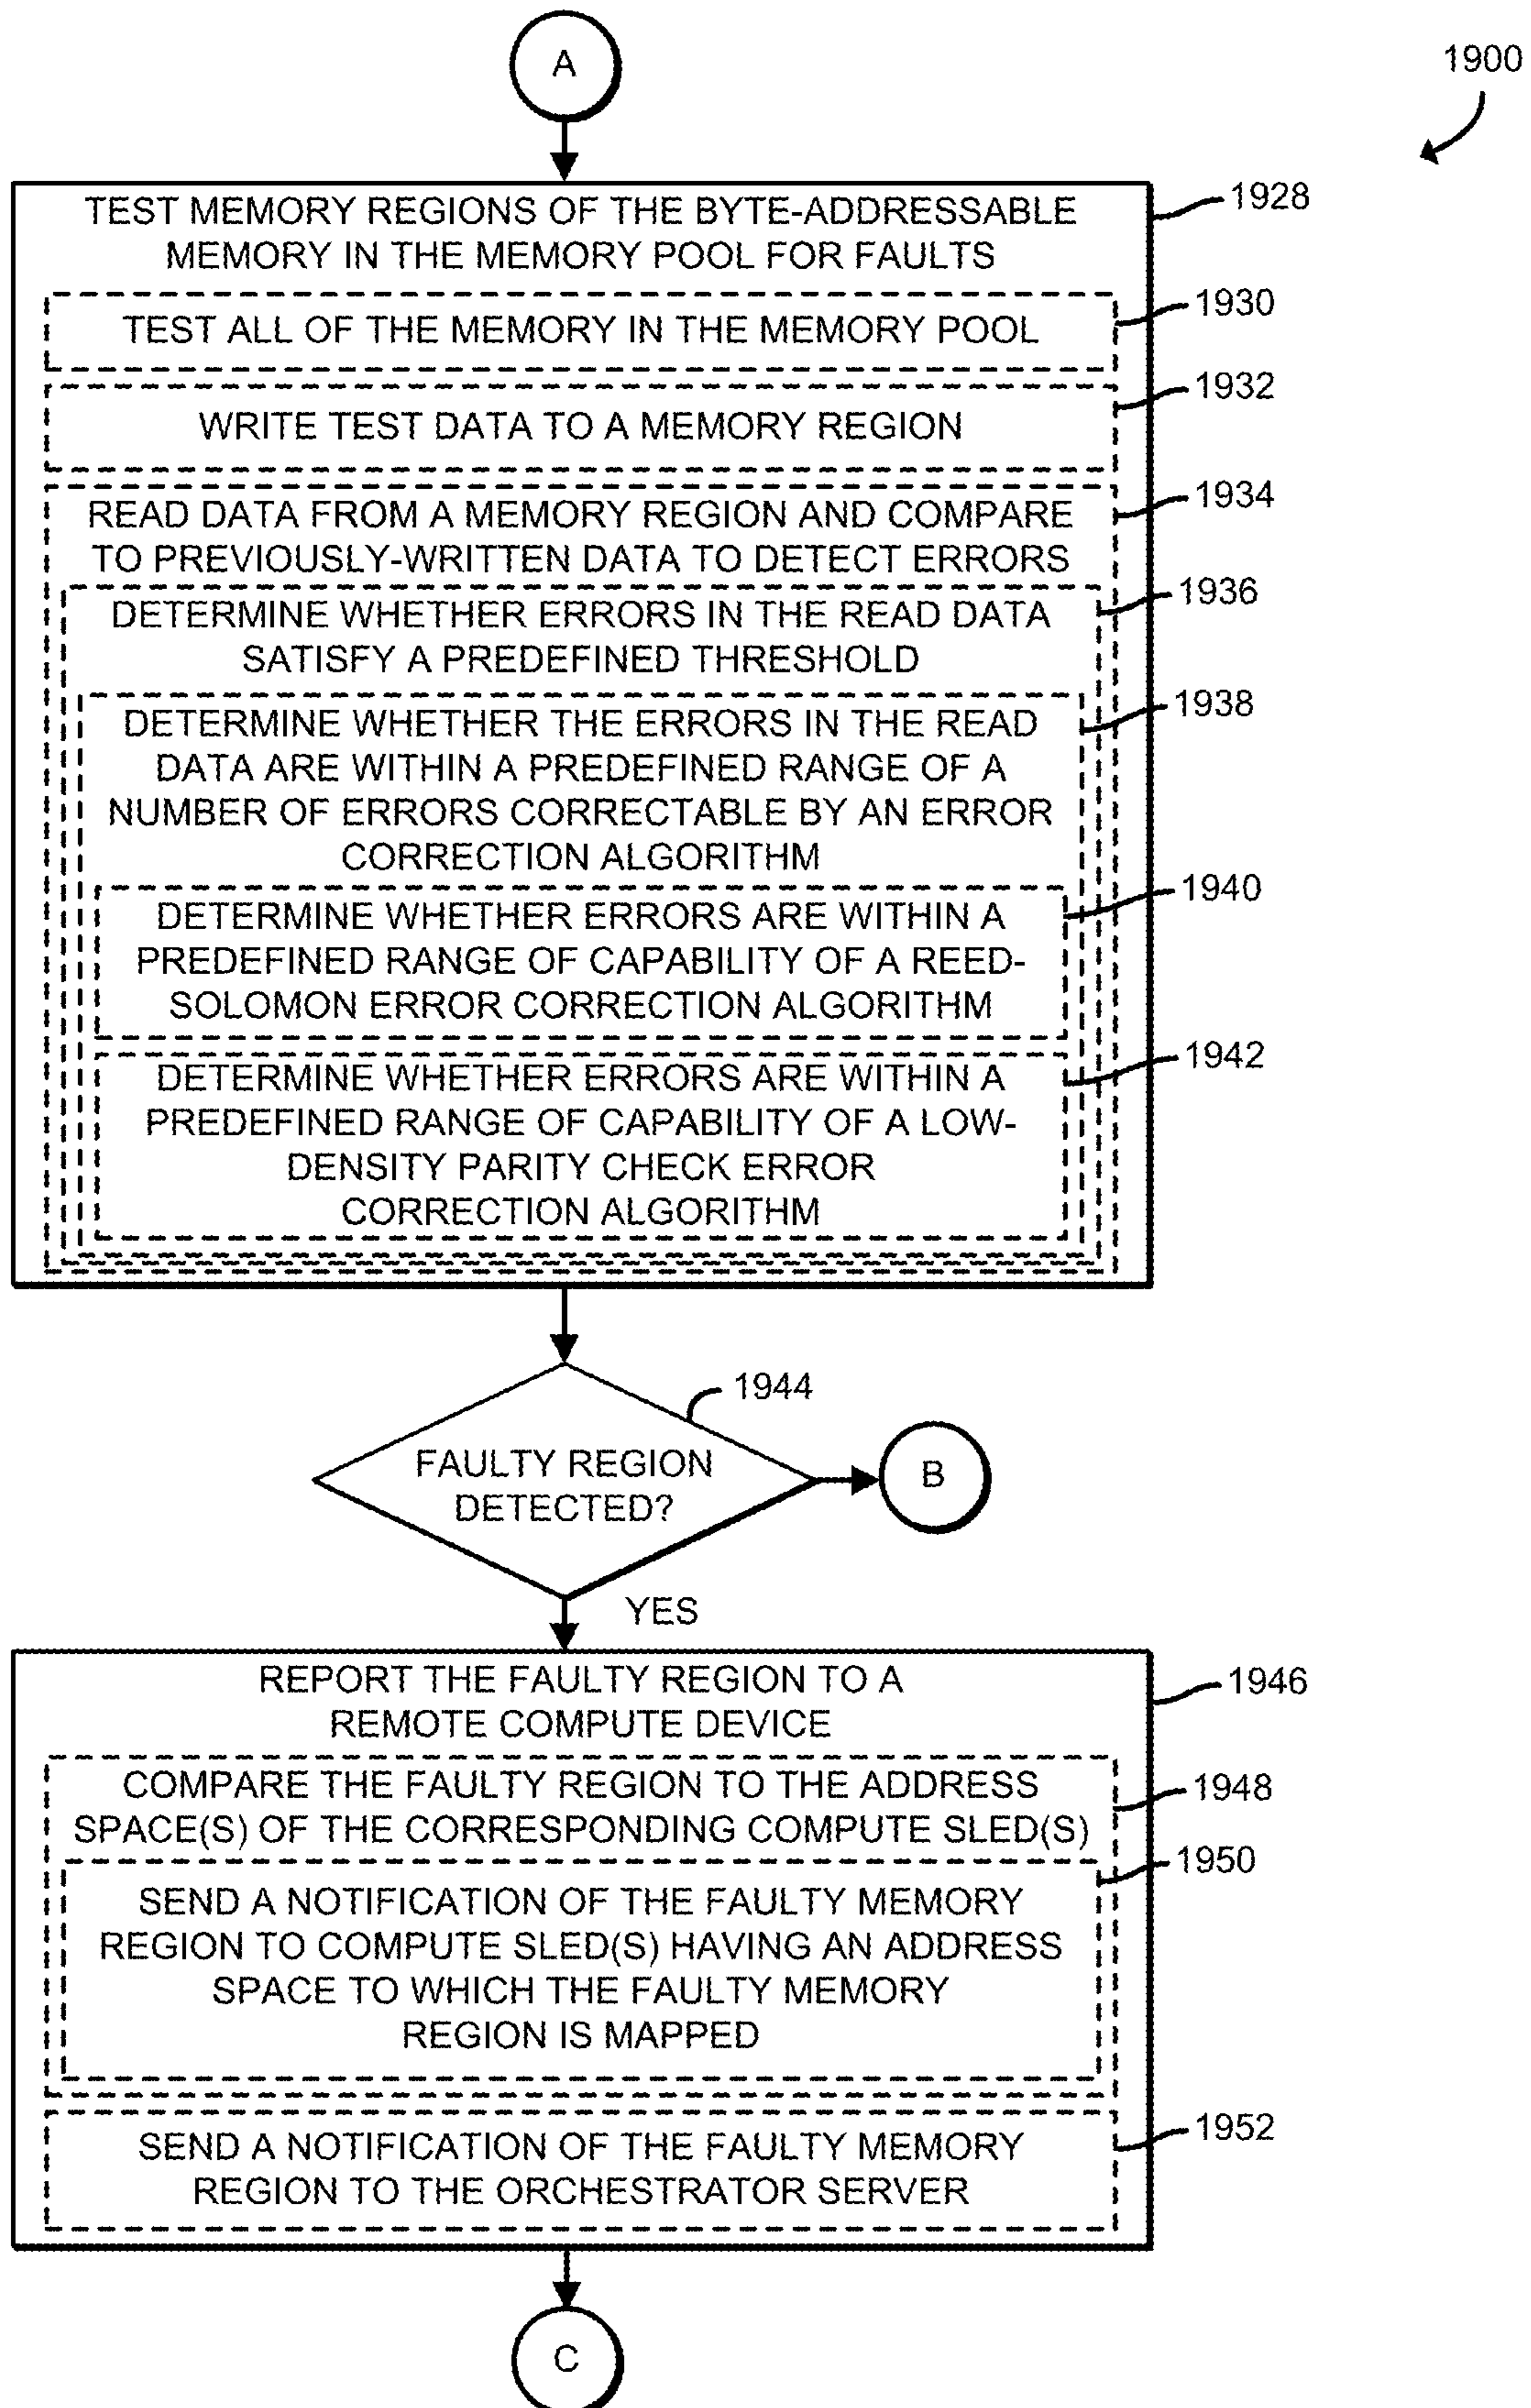 A
1900
TEST MEMORY REGIONS OF THE BYTE-ADDRESSABLE
MEMORY IN THE MEMORY POOL FOR FAULTS
1928
TEST ALL OF THE MEMORY IN THE MEMORY POOL
1930
WRITE TEST DATA TO A MEMORY REGION
1932
READ DATA FROM A MEMORY REGION AND COMPARE
TO PREVIOUSLY-WRITTEN DATA TO DETECT ERRORS
1934
DETERMINE WHETHER ERRORS IN THE READ DATA
SATISFY A PREDEFINED THRESHOLD
1936
DETERMINE WHETHER THE ERRORS IN THE READ
DATA ARE WITHIN A PREDEFINED RANGE OF A
NUMBER OF ERRORS CORRECTABLE BY AN ERROR
CORRECTION ALGORITHM
1938
DETERMINE WHETHER ERRORS ARE WITHIN A
PREDEFINED RANGE OF CAPABILITY OF A REED-
SOLOMON ERROR CORRECTION ALGORITHM
1940
DETERMINE WHETHER ERRORS ARE WITHIN A
PREDEFINED RANGE OF CAPABILITY OF A LOW-
DENSITY PARITY CHECK ERROR
CORRECTION ALGORITHM
1942
1944
FAULTY REGION
DETECTED?
B
YES
REPORT THE FAULTY REGION TO A
REMOTE COMPUTE DEVICE
1946
COMPARE THE FAULTY REGION TO THE ADDRESS
SPACE(S) OF THE CORRESPONDING COMPUTE SLED(S)
1948
SEND A NOTIFICATION OF THE FAULTY MEMORY
REGION TO COMPUTE SLED(S) HAVING AN ADDRESS
SPACE TO WHICH THE FAULTY MEMORY
REGION IS MAPPED
1950
SEND A NOTIFICATION OF THE FAULTY MEMORY
REGION TO THE ORCHESTRATOR SERVER
1952
C